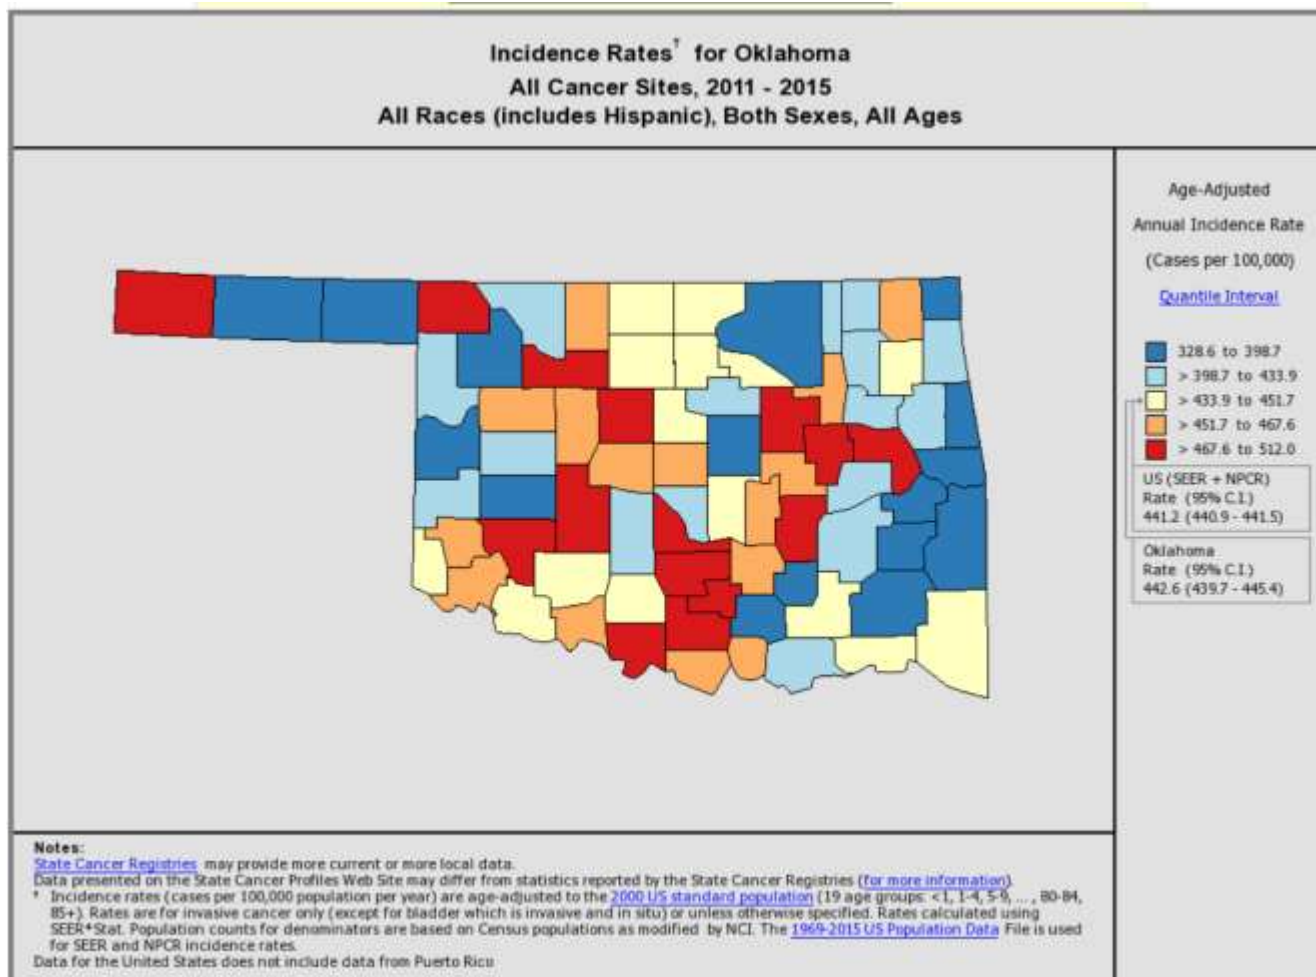 Incidence Rates† for Oklahoma
All Cancer Sites, 2011 - 2015
All Races (includes Hispanic), Both Sexes, All Ages
Age-Adjusted
Annual Incidence Rate
(Cases per 100,000)
Quantile Interval
328.6 to 398.7
> 398.7 to 433.9
> 433.9 to 451.7
> 451.7 to 467.6
> 467.6 to 512.0
US (SEER + NPCR)
Rate (95% C.I.)
441.2 (440.9 - 441.5)
Oklahoma
Rate (95% C.I.)
442.6 (439.7 - 445.4)
Notes:
State Cancer Registries may provide more current or more local data.
Data presented on the State Cancer Profiles Web Site may differ from statistics reported by the State Cancer Registries (for more information).
† Incidence rates (cases per 100,000 population per year) are age-adjusted to the 2000 US standard population (19 age groups: <1, 1-4, 5-9, ... , 80-84,
85+). Rates are for invasive cancer only (except for bladder which is invasive and in situ) or unless otherwise specified. Rates calculated using
SEER*Stat. Population counts for denominators are based on Census populations as modified by NCI. The 1969-2015 US Population Data File is used
for SEER and NPCR incidence rates.
Data for the United States does not include data from Puerto Rico